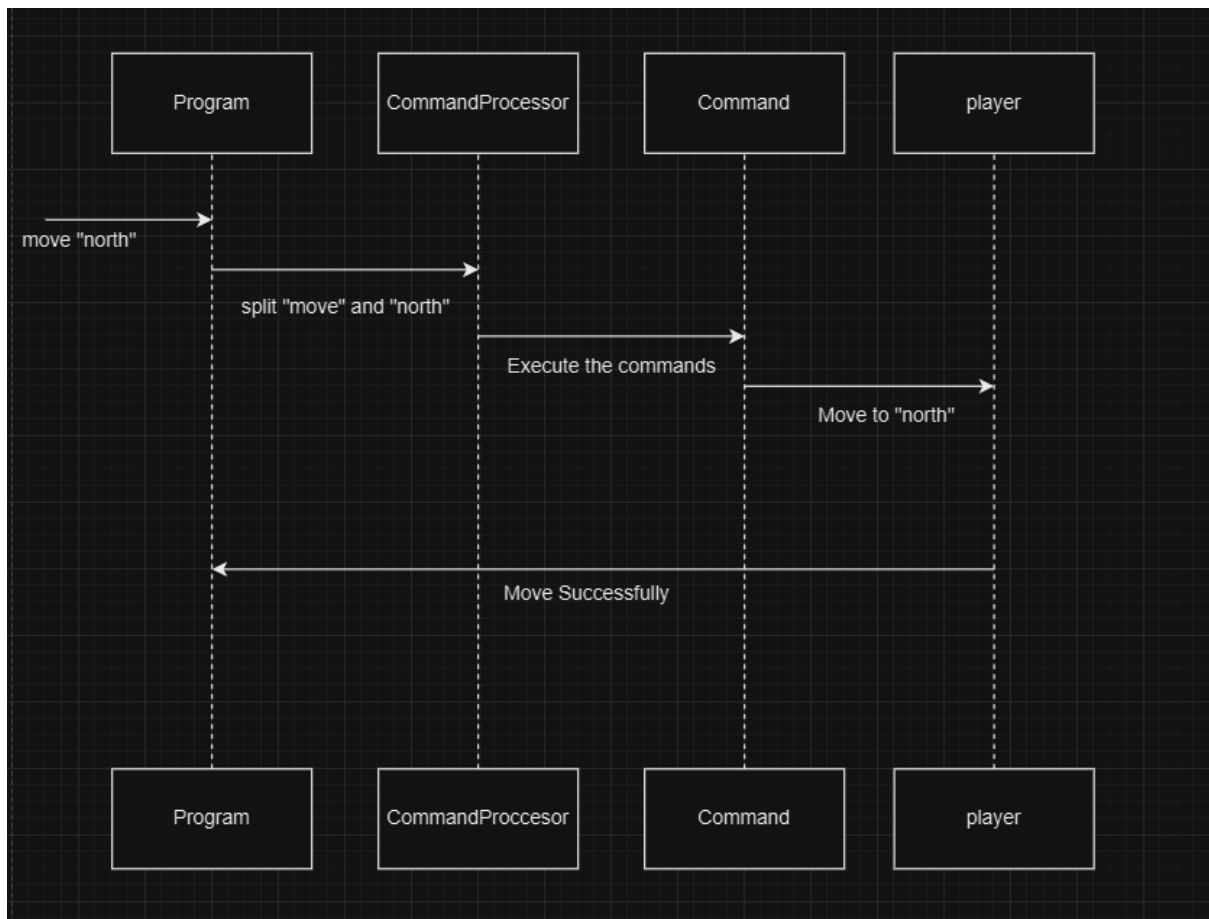 Program
CommandProcessor
Command
player
move "north"
split "move" and "north"
Execute the commands
Move to "north"
Move Successfully
Program
CommandProccesor
Command
player